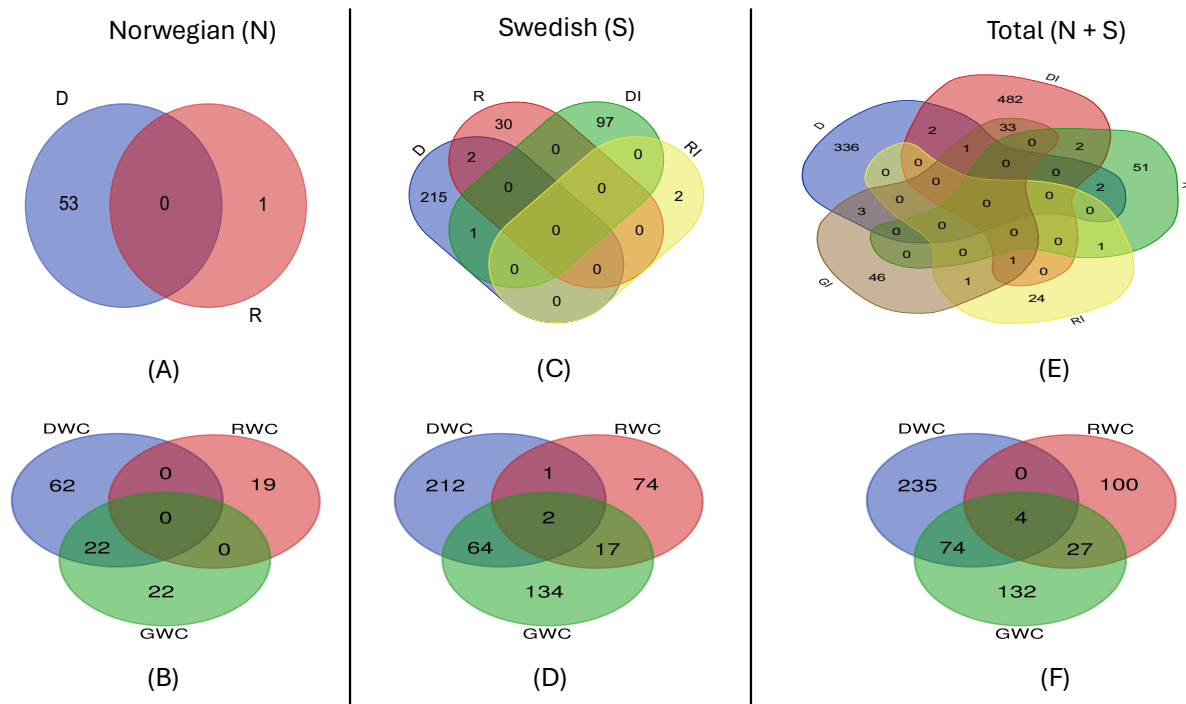 Norwegian (N)
Swedish (S)
Total (N + S)
D
53
0
1
R
(A)
R
DI
D
RI
30
97
2
0
0
215
0
0
2
1
0
0
0
0
0
(C)
DI
D
482
336
2
33
1
0
2
51
0
0
0
0
0
0
0
2
3
0
0
0
0
0
0
0
1
0
0
1
0
46
1
24
GI
RI
(E)
DWC
RWC
62
0
19
0
22
0
22
GWC
(B)
DWC
RWC
212
1
74
2
64
17
134
GWC
(D)
DWC
RWC
235
0
100
4
74
27
132
GWC
(F)